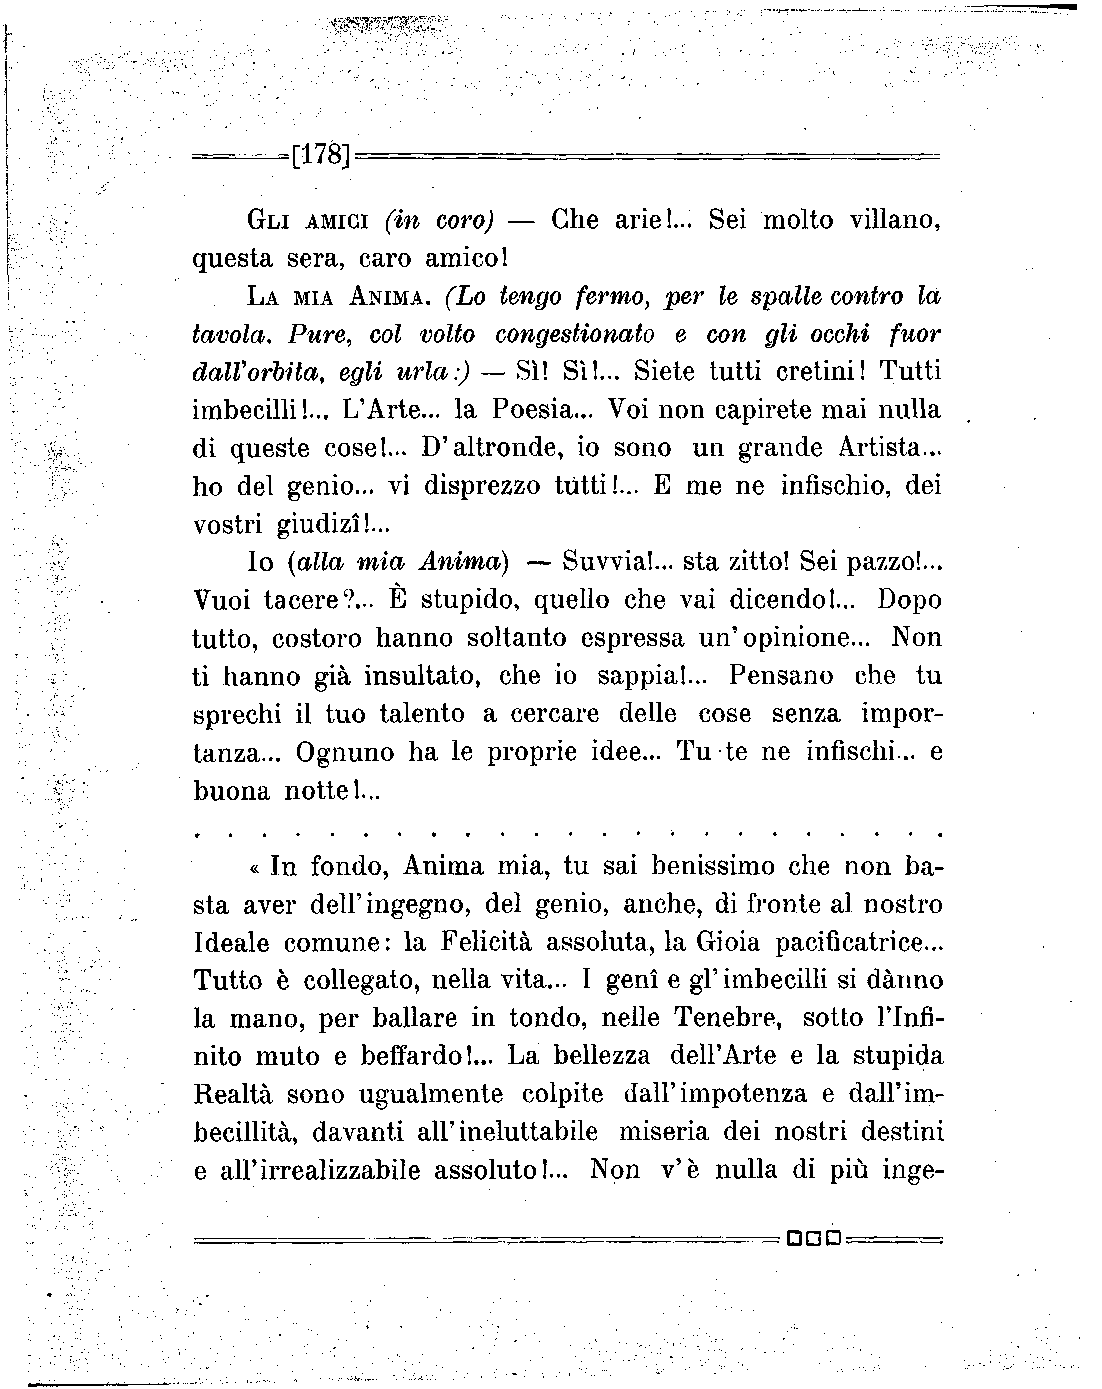 [178]
GLI AMICI (in coro) — Che arie!... Sei molto villano,
questa sera, caro amico!
LA MIA ANIMA. (Lo tengo fermo, per le spalle contro la
tavola. Pure, col volto congestionato e con gli occhi fuor
dall'orbita, egli urla:) — Sì! Sì!... Siete tutti cretini! Tutti
imbecilli!... L'Arte... la Poesia... Voi non capirete mai nulla
di queste cose!... D'altronde, io sono un grande Artista...
ho del genio... vi disprezzo tutti!... E me ne infischio, dei
vostri giudizî!...
Io (alla mia Anima) — Suvvia!... sta zitto! Sei pazzo!...
Vuoi tacere?... È stupido, quello che vai dicendo!... Dopo
tutto, costoro hanno soltanto espressa un'opinione... Non
ti hanno già insultato, che io sappia!... Pensano che tu
sprechi il tuo talento a cercare delle cose senza impor-
tanza... Ognuno ha le proprie idee... Tu te ne infischi... e
buona notte!...
. . . . . . . . . . . . . . . . . . . . . . .
« In fondo, Anima mia, tu sai benissimo che non ba-
sta aver dell'ingegno, del genio, anche, di fronte al nostro
Ideale comune: la Felicità assoluta, la Gioia pacificatrice...
Tutto è collegato, nella vita... I genî e gl'imbecilli si dànno
la mano, per ballare in tondo, nelle Tenebre, sotto l'Infi-
nito muto e beffardo!... La bellezza dell'Arte e la stupida
Realtà sono ugualmente colpite dall'impotenza e dall'im-
becillità, davanti all'ineluttabile miseria dei nostri destini
e all'irrealizzabile assoluto!... Non v'è nulla di più inge-